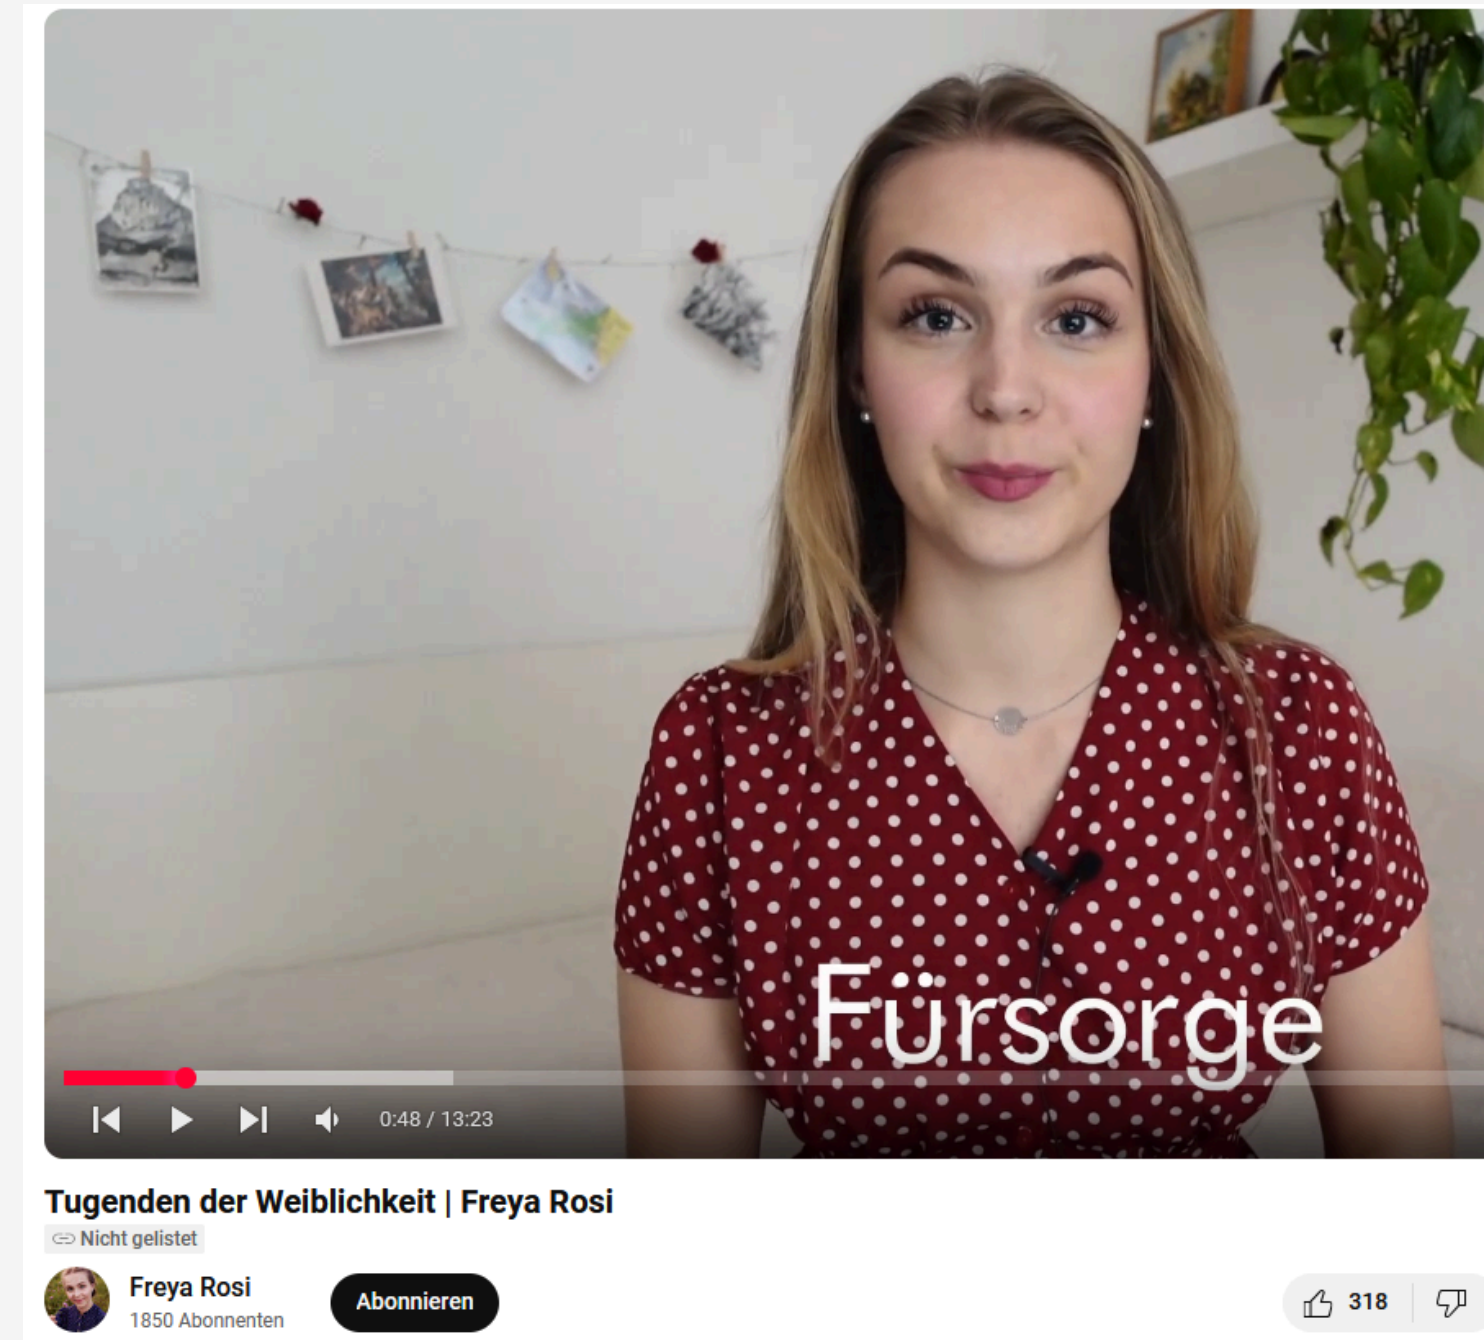 Fürsorge
0:48 / 13:23
Tugenden der Weiblichkeit | Freya Rosi
Nicht gelistet
Freya Rosi
1850 Abonnenten
Abonnieren
318